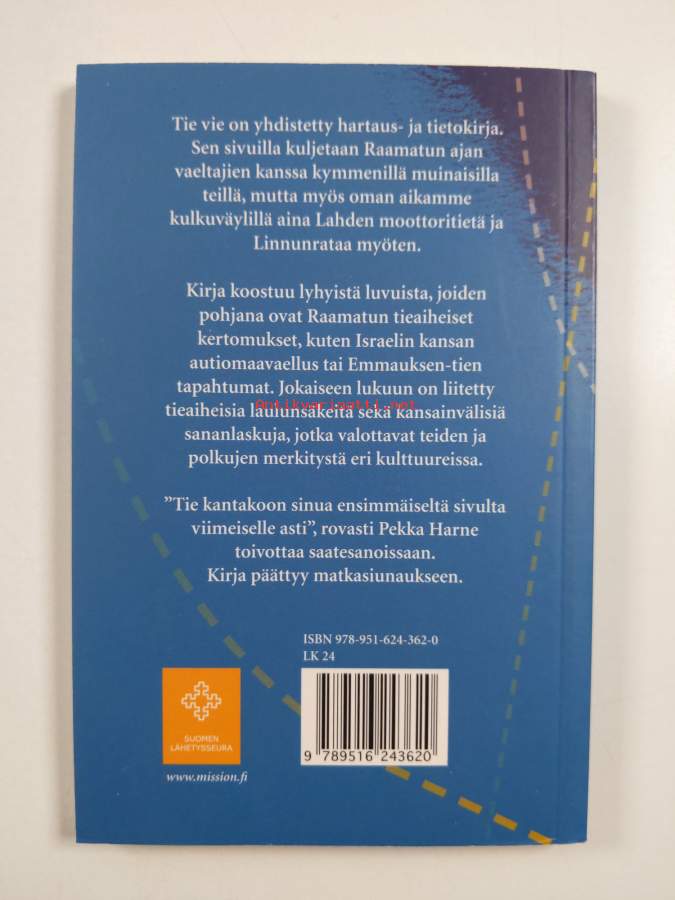 Tie vie on yhdistetty hartaus- ja tietokirja.
Sen sivuilla kuljetaan Raamatun ajan
vaeltajien kanssa kymmenillä muinaisilla
teillä, mutta myös oman aikamme
kulkuväylillä aina Lahden moottoritietä ja
Linnunrataa myöten.
Kirja koostuu lyhyistä luvuista, joiden
pohjana ovat Raamatun tieaiheiset
kertomukset, kuten Israelin kansan
autiomaavaellus tai Emmauksen-tien
tapahtumat. Jokaiseen lukuun on liitetty
Antikvariaatti.net
tieaiheisia laulunsäkeitä sekä kansainvälisiä
sananlaskuja, jotka valottavat teiden ja
polkujen merkitystä eri kulttuureissa.
”Tie kantakoon sinua ensimmäiseltä sivulta
viimeiselle asti”, rovasti Pekka Harne
toivottaa saatesanoissaan.
Kirja päättyy matkasiunaukseen.
ISBN 978-951-624-362-0
LK 24
9 789516 243620
SUOMEN
LÄHETYSSEURA
www.mission.fi